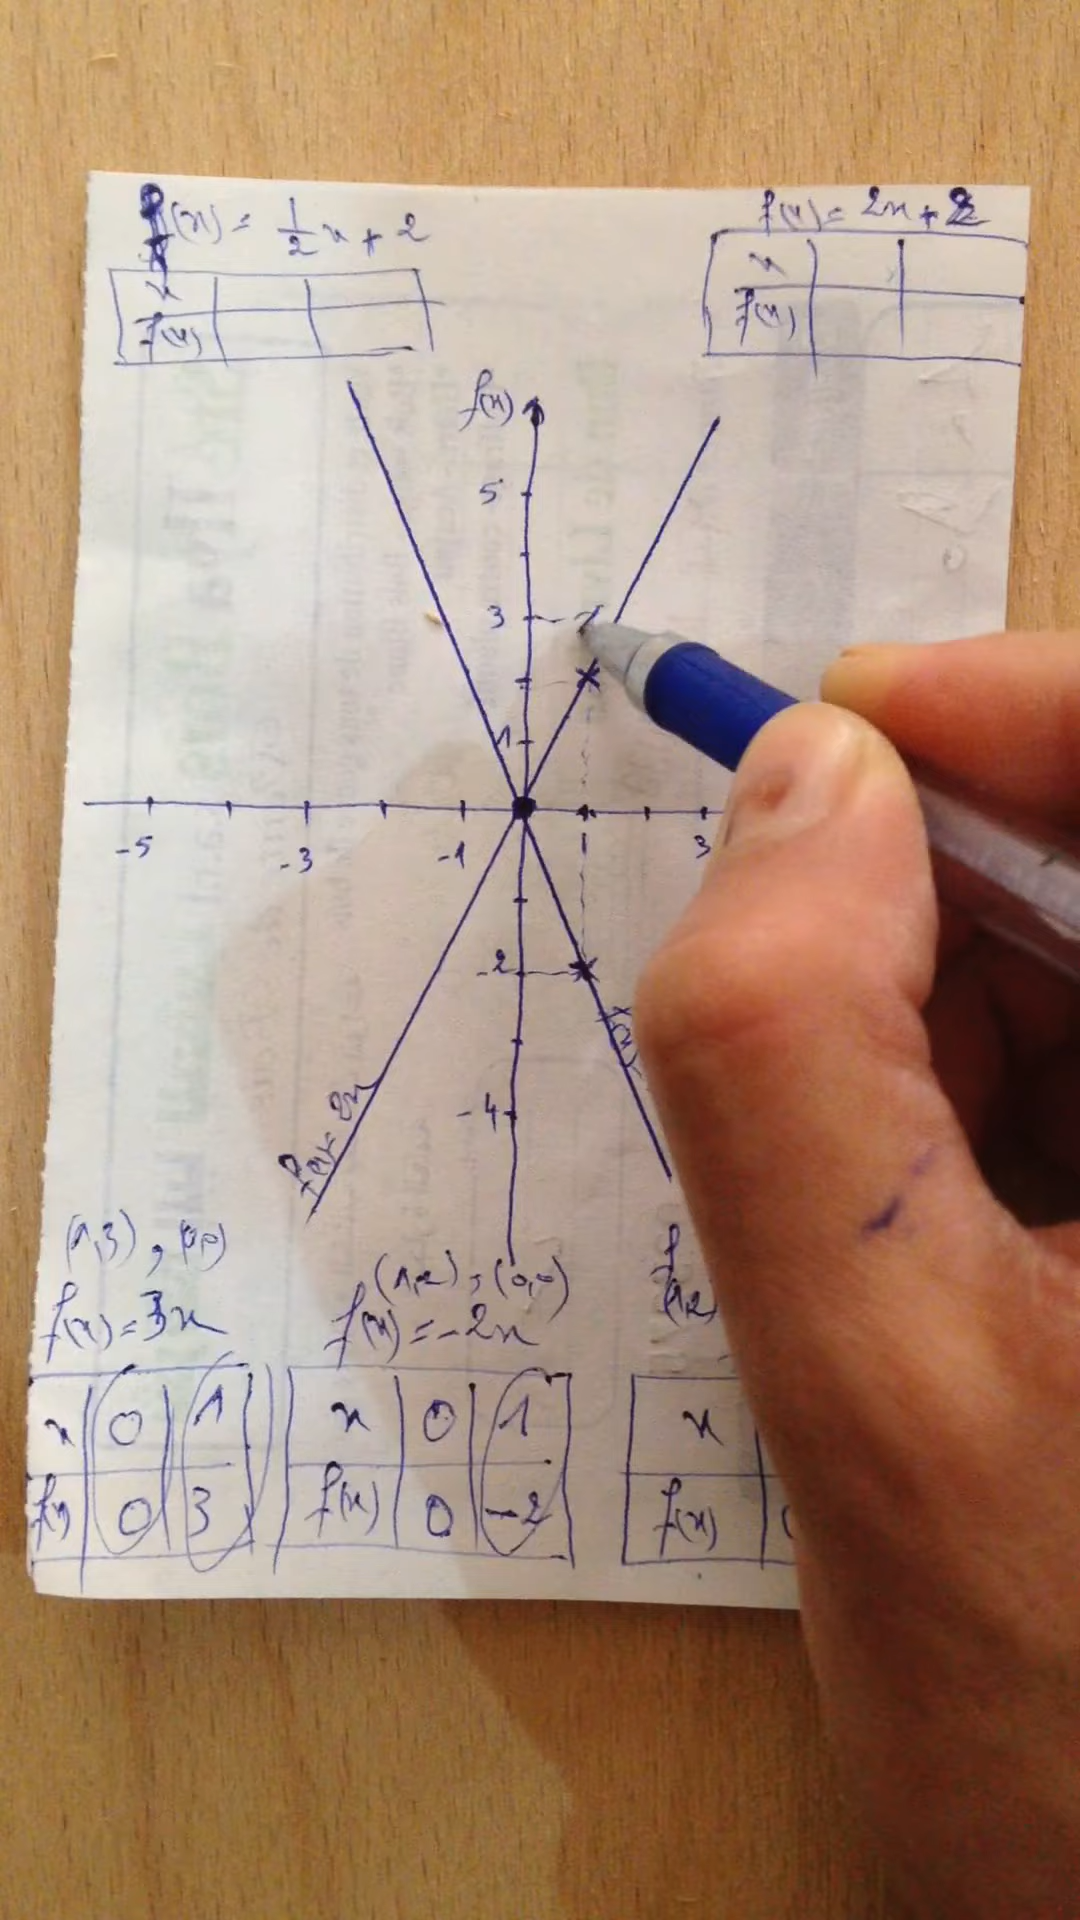 f(x) = 1/2 x + 2
f(x) = 2x + 2
x
f(x)
x
f(x)
f(x)
5
3
1
-5 -3 -1 3
-2
-4
f(x)
f(x) = 2x
(1,3), (0,0)
f(x) = 3x
(1,2), (0,0)
f(x) = -2x
f
x 0 1
f(x) 0 3
x 0 1
f(x) 0 -2
x
f(x)